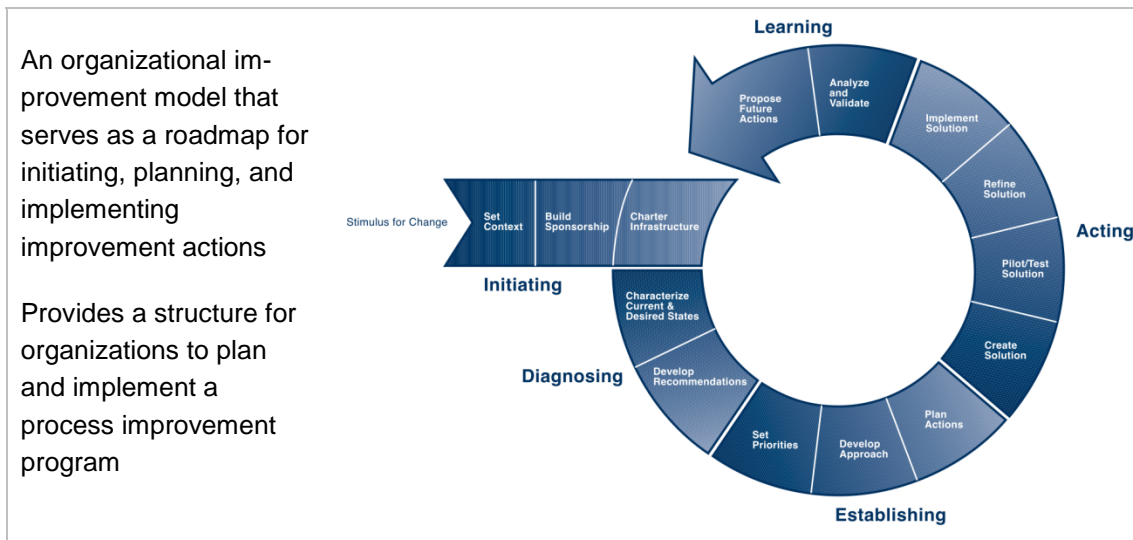 An organizational im-
provement model that
serves as a roadmap for
initiating, planning, and
implementing
improvement actions
Provides a structure for
organizations to plan
and implement a
process improvement
program
Stimulus for Change
Set
Context
Build
Sponsorship
Charter
Infrastructure
Initiating
Characterize
Current &
Desired States
Develop
Recommendations
Diagnosing
Set
Priorities
Develop
Approach
Plan
Actions
Establishing
Create
Solution
Pilot/Test
Solution
Refine
Solution
Implement
Solution
Acting
Analyze
and
Validate
Propose
Future
Actions
Learning